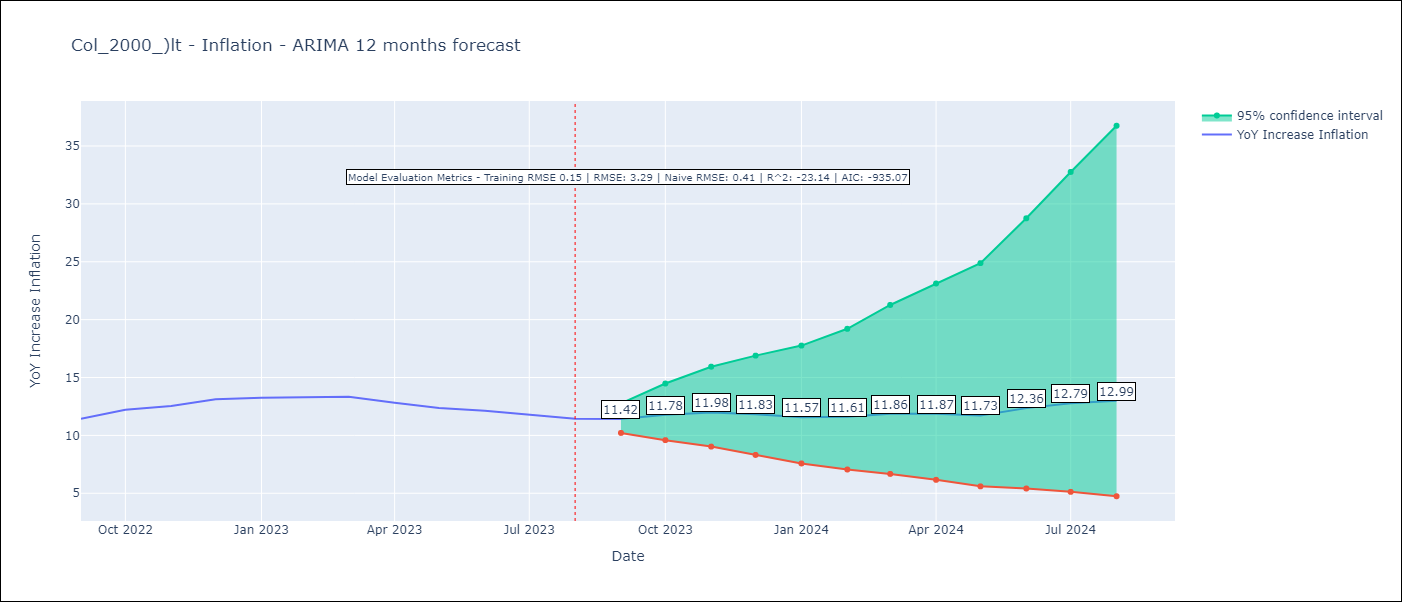 Col_2000_)lt - Inflation - ARIMA 12 months forecast
95% confidence interval
YoY Increase Inflation
Model Evaluation Metrics - Training RMSE 0.15 | RMSE: 3.29 | Naive RMSE: 0.41 | R^2: -23.14 | AIC: -935.07
YoY Increase Inflation
35
30
25
20
15
10
5
11.42
11.78
11.98
11.83
11.57
11.61
11.86
11.87
11.73
12.36
12.79
12.99
Oct 2022
Jan 2023
Apr 2023
Jul 2023
Oct 2023
Jan 2024
Apr 2024
Jul 2024
Date